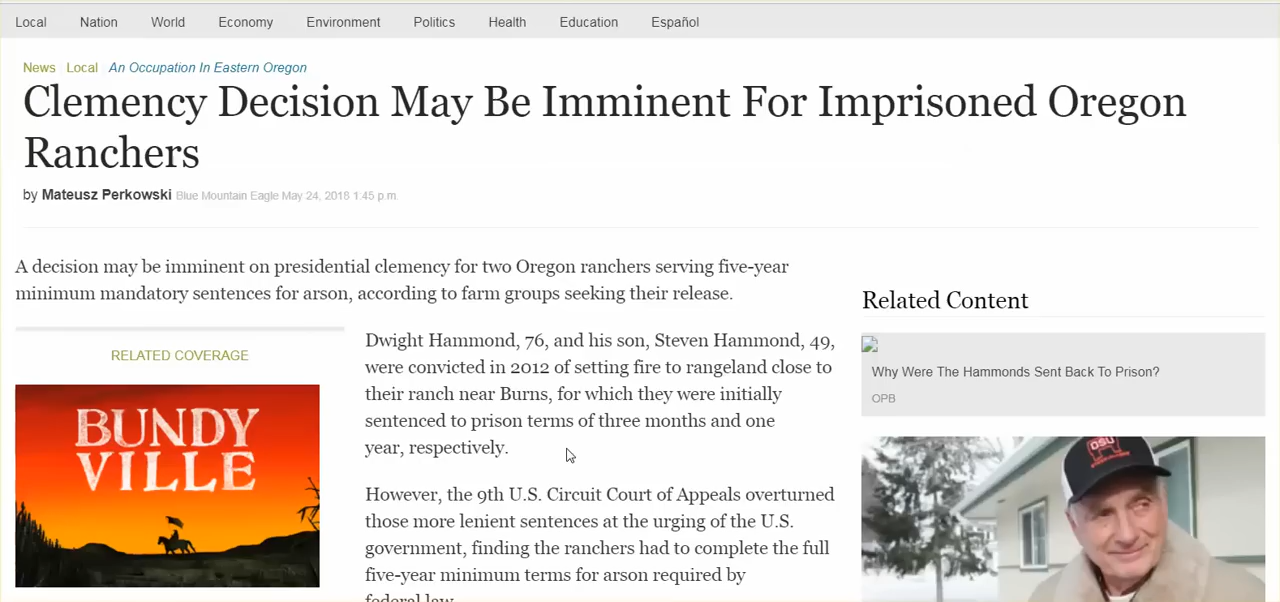 Local Nation World Economy Environment Politics Health Education Español
News Local An Occupation In Eastern Oregon
Clemency Decision May Be Imminent For Imprisoned Oregon
Ranchers
by Mateusz Perkowski Blue Mountain Eagle May 24, 2018 1:45 p.m.
A decision may be imminent on presidential clemency for two Oregon ranchers serving five-year
minimum mandatory sentences for arson, according to farm groups seeking their release.
RELATED COVERAGE
BUNDY
VILLE
Dwight Hammond, 76, and his son, Steven Hammond, 49,
were convicted in 2012 of setting fire to rangeland close to
their ranch near Burns, for which they were initially
sentenced to prison terms of three months and one
year, respectively.
However, the 9th U.S. Circuit Court of Appeals overturned
those more lenient sentences at the urging of the U.S.
government, finding the ranchers had to complete the full
five-year minimum terms for arson required by
federal law.
Related Content
Why Were The Hammonds Sent Back To Prison?
OPB
OSU